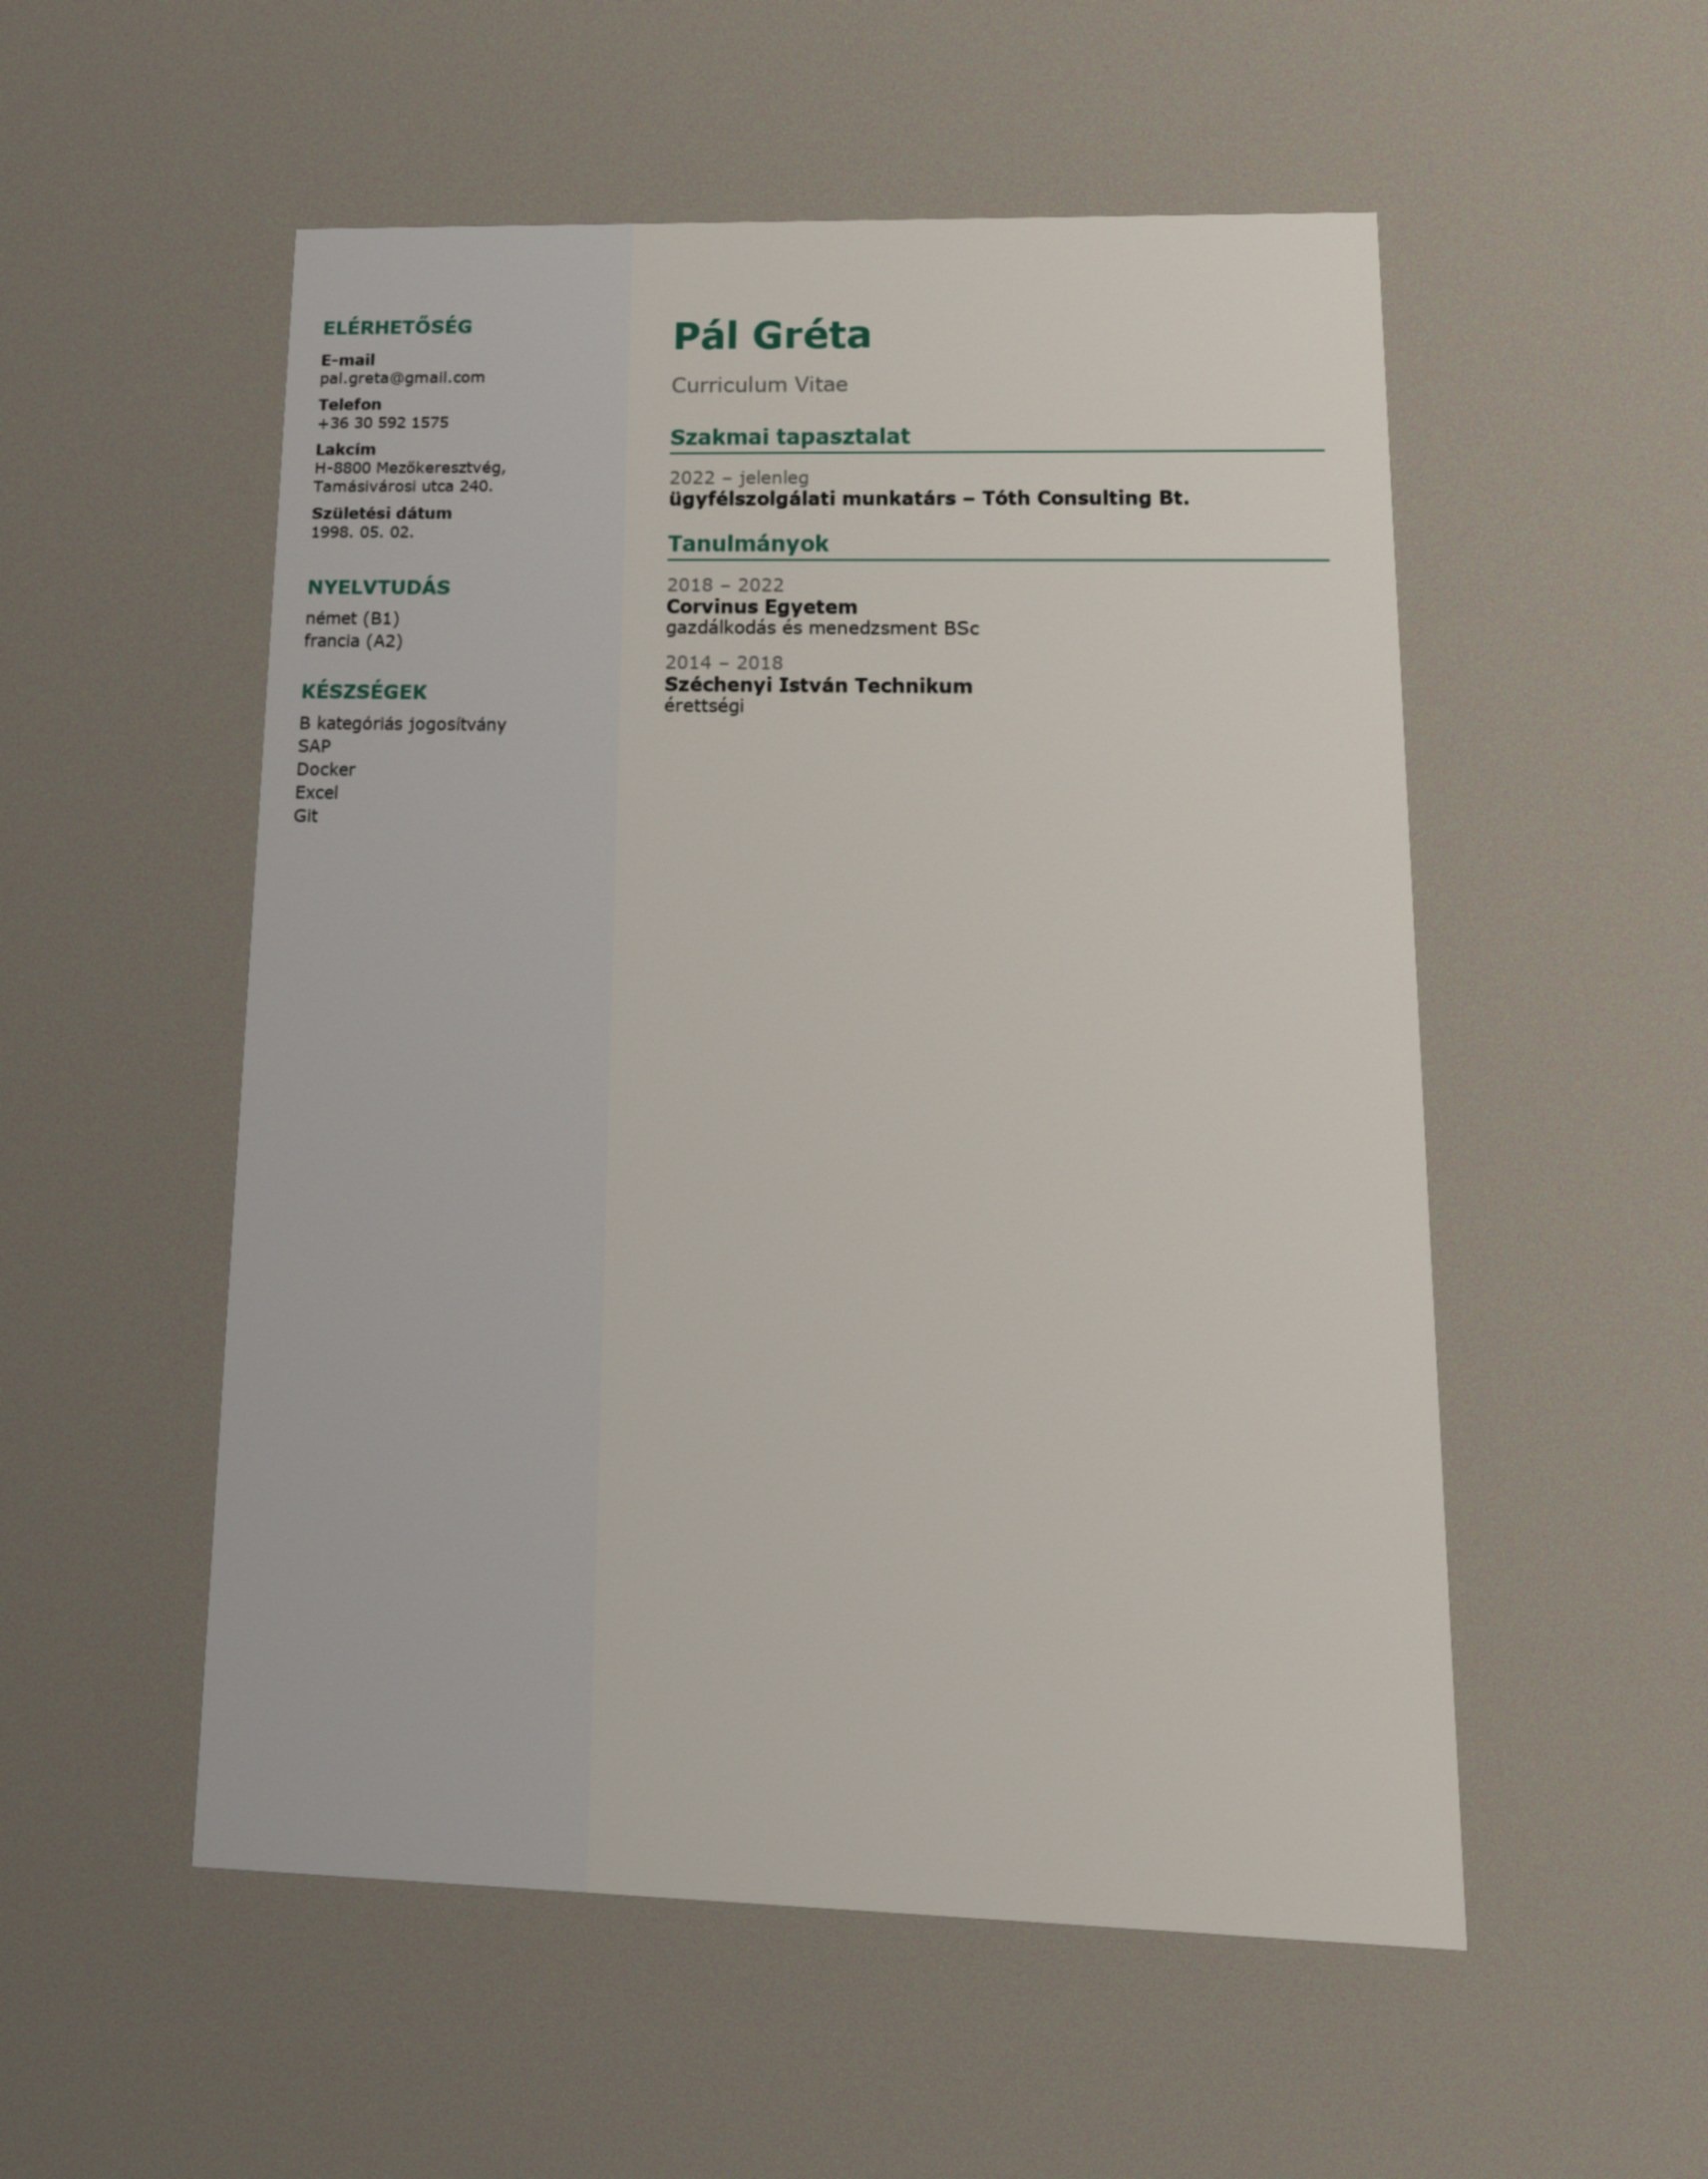 ELÉRHETŐSÉG
E-mail
pal.greta@gmail.com
Telefon
+36 30 592 1575
Lakcím
H-8800 Mezőkeresztvég,
Tamásivárosi utca 240.
Születési dátum
1998. 05. 02.
NYELVTUDÁS
német (B1)
francia (A2)
KÉSZSÉGEK
B kategóriás jogosítvány
SAP
Docker
Excel
Git
Pál Gréta
Curriculum Vitae
Szakmai tapasztalat
2022 – jelenleg
ügyfélszolgálati munkatárs – Tóth Consulting Bt.
Tanulmányok
2018 – 2022
Corvinus Egyetem
gazdálkodás és menedzsment BSc
2014 – 2018
Széchenyi István Technikum
érettségi